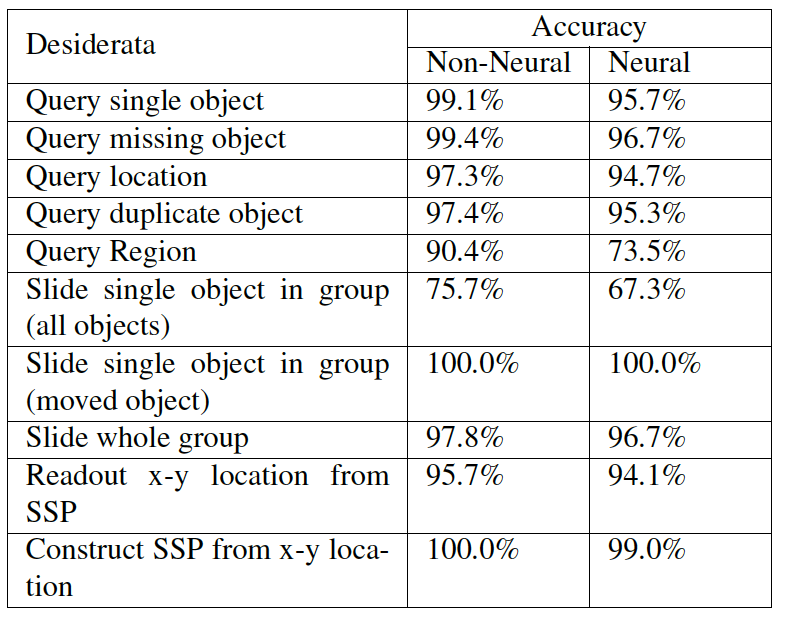 Desiderata
Accuracy
Non-Neural Neural
Query single object 99.1% 95.7%
Query missing object 99.4% 96.7%
Query location 97.3% 94.7%
Query duplicate object 97.4% 95.3%
Query Region 90.4% 73.5%
Slide single object in group 75.7% 67.3%
(all objects)
Slide single object in group 100.0% 100.0%
(moved object)
Slide whole group 97.8% 96.7%
Readout x-y location from 95.7% 94.1%
SSP
Construct SSP from x-y loca- 100.0% 99.0%
tion